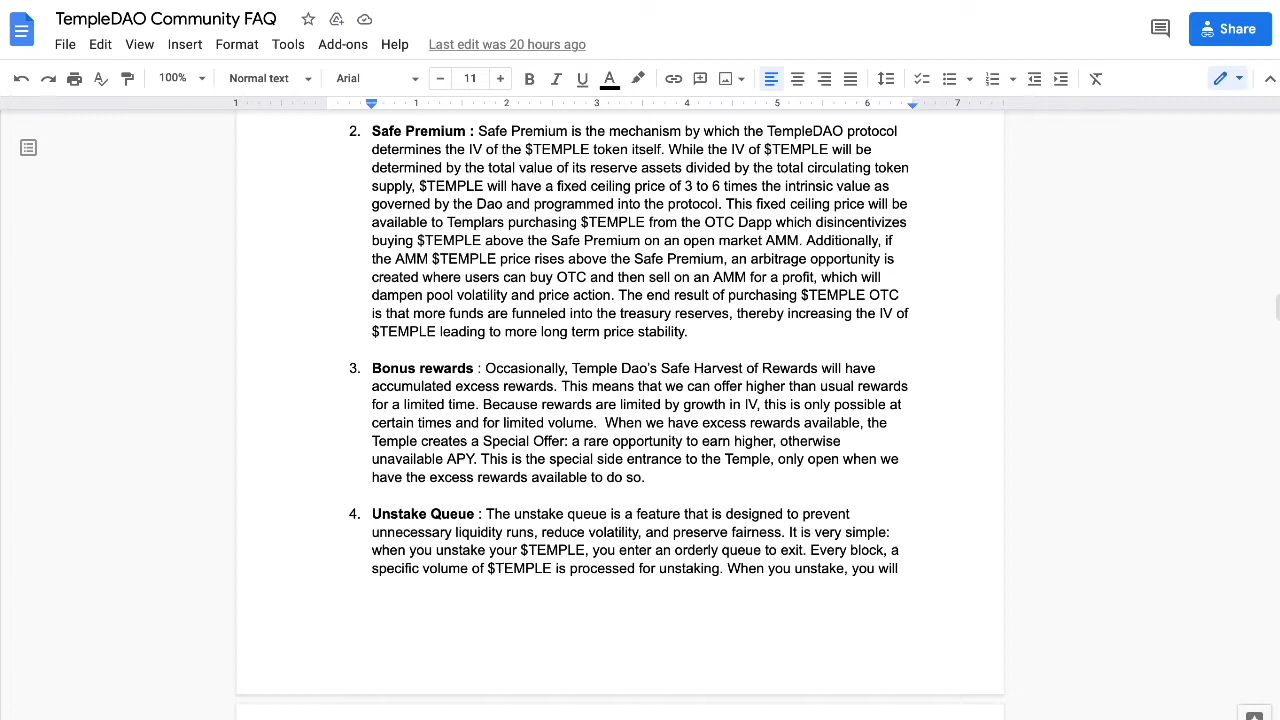 TempleDAO Community FAQ
File Edit View Insert Format Tools Add-ons Help Last edit was 20 hours ago
Share
100% Normal text Arial 11 B I U A
1 1 2 3 4 5 6 7
2. Safe Premium : Safe Premium is the mechanism by which the TempleDAO protocol
determines the IV of the $TEMPLE token itself. While the IV of $TEMPLE will be
determined by the total value of its reserve assets divided by the total circulating token
supply, $TEMPLE will have a fixed ceiling price of 3 to 6 times the intrinsic value as
governed by the Dao and programmed into the protocol. This fixed ceiling price will be
available to Templars purchasing $TEMPLE from the OTC Dapp which disincentivizes
buying $TEMPLE above the Safe Premium on an open market AMM. Additionally, if
the AMM $TEMPLE price rises above the Safe Premium, an arbitrage opportunity is
created where users can buy OTC and then sell on an AMM for a profit, which will
dampen pool volatility and price action. The end result of purchasing $TEMPLE OTC
is that more funds are funneled into the treasury reserves, thereby increasing the IV of
$TEMPLE leading to more long term price stability.
3. Bonus rewards : Occasionally, Temple Dao's Safe Harvest of Rewards will have
accumulated excess rewards. This means that we can offer higher than usual rewards
for a limited time. Because rewards are limited by growth in IV, this is only possible at
certain times and for limited volume. When we have excess rewards available, the
Temple creates a Special Offer: a rare opportunity to earn higher, otherwise
unavailable APY. This is the special side entrance to the Temple, only open when we
have the excess rewards available to do so.
4. Unstake Queue : The unstake queue is a feature that is designed to prevent
unnecessary liquidity runs, reduce volatility, and preserve fairness. It is very simple:
when you unstake your $TEMPLE, you enter an orderly queue to exit. Every block, a
specific volume of $TEMPLE is processed for unstaking. When you unstake, you will